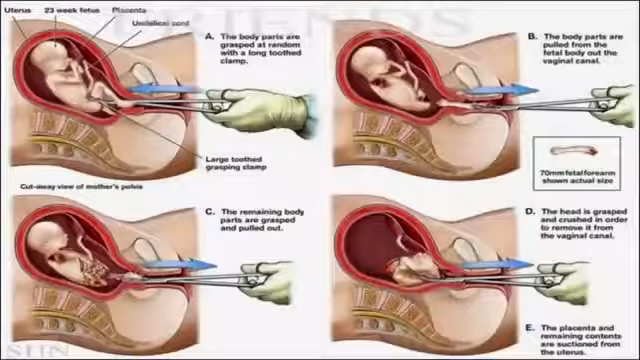 FRIENDS
Uterus 23 week fetus Placenta
Umbilical cord
A. The body parts are
grasped at random
with a long toothed
clamp.
Large toothed
grasping clamp
Cut-away view of mother's pelvis
B. The body parts are
pulled from the
fetal body out the
vaginal canal.
70mm fetal forearm
shown actual size
C. The remaining body
parts are grasped
and pulled out.
D. The head is grasped
and crushed in order
to remove it from
the vaginal canal.
E. The placenta and
remaining contents
are suctioned from
the uterus.